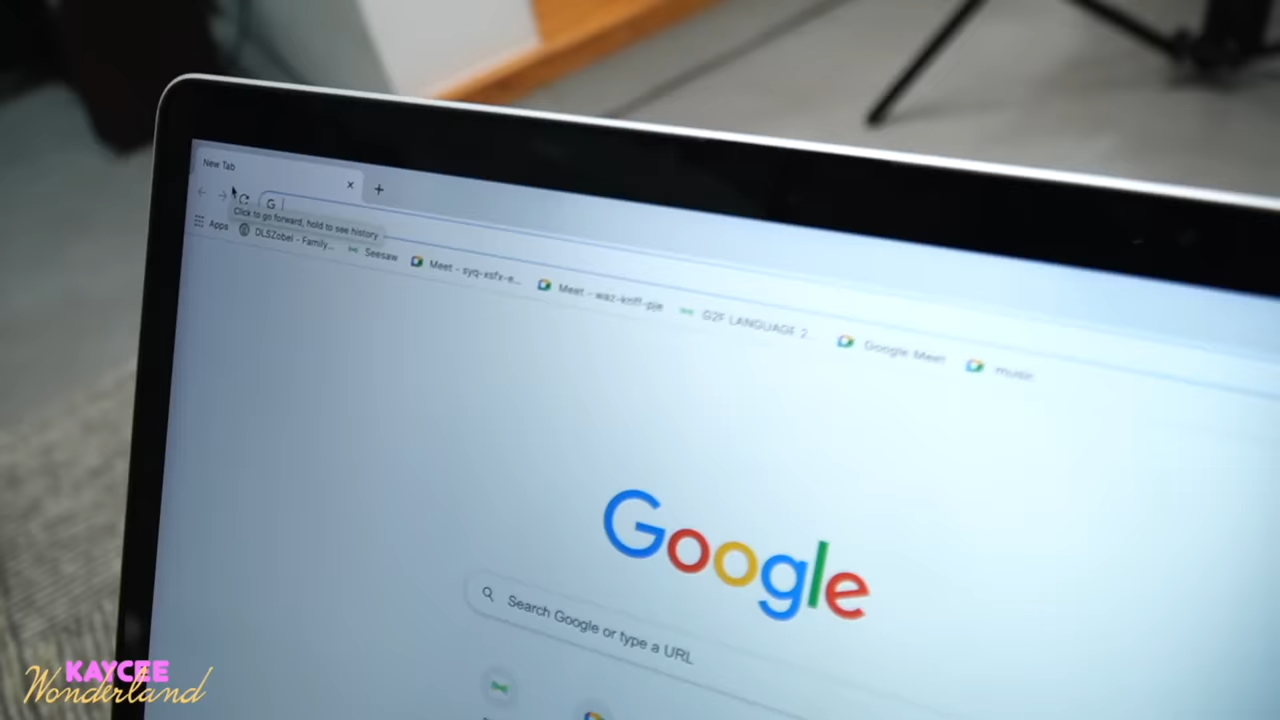 New Tab
G
Click to go forward, hold to see history
Apps
DLSZobel - Family...
Seesaw
Meet - syq-xsfx-e...
Meet - waz-knff-pje
G2F LANGUAGE 2...
Google Meet
music
Google
Search Google or type a URL
KAYCEE
Wonderland